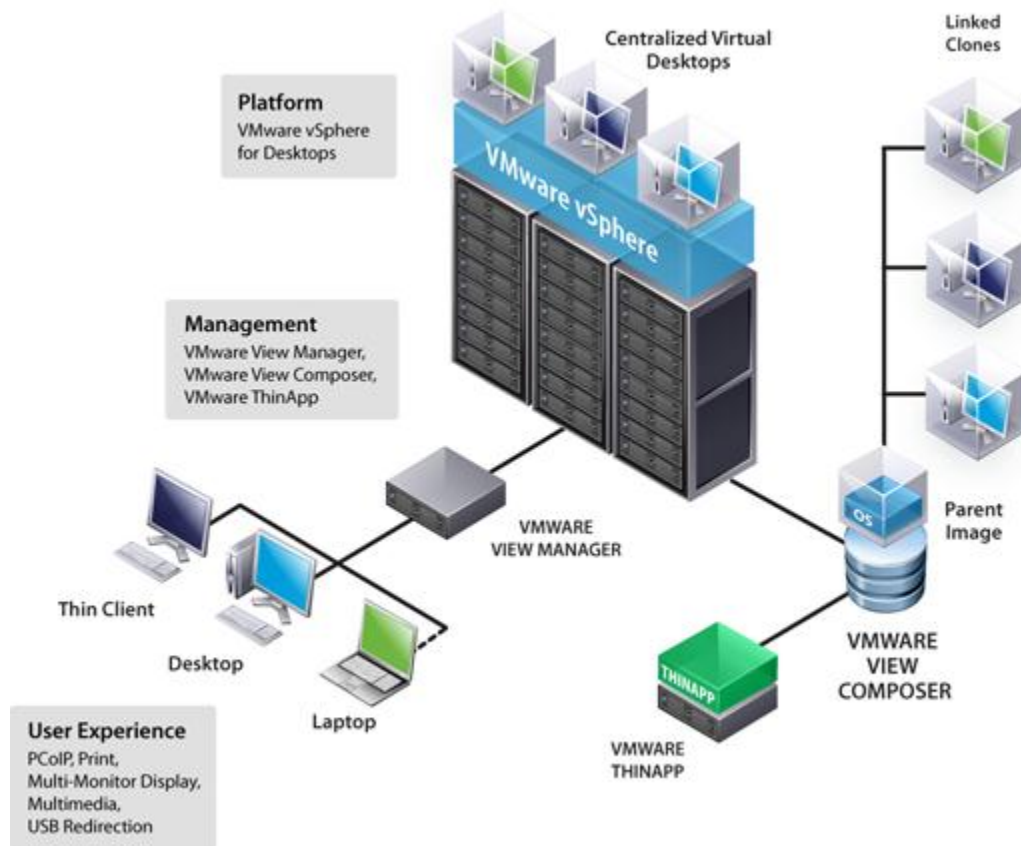 Centralized Virtual
Desktops
Linked
Clones
Platform
VMware vSphere
for Desktops
VMware vSphere
Management
VMware View Manager,
VMware View Composer,
VMware ThinApp
VMWARE
VIEW MANAGER
OS
Parent
Image
Thin Client
Desktop
Laptop
THINAPP
VMWARE
THINAPP
VMWARE
VIEW
COMPOSER
User Experience
PCoIP, Print,
Multi-Monitor Display,
Multimedia,
USB Redirection